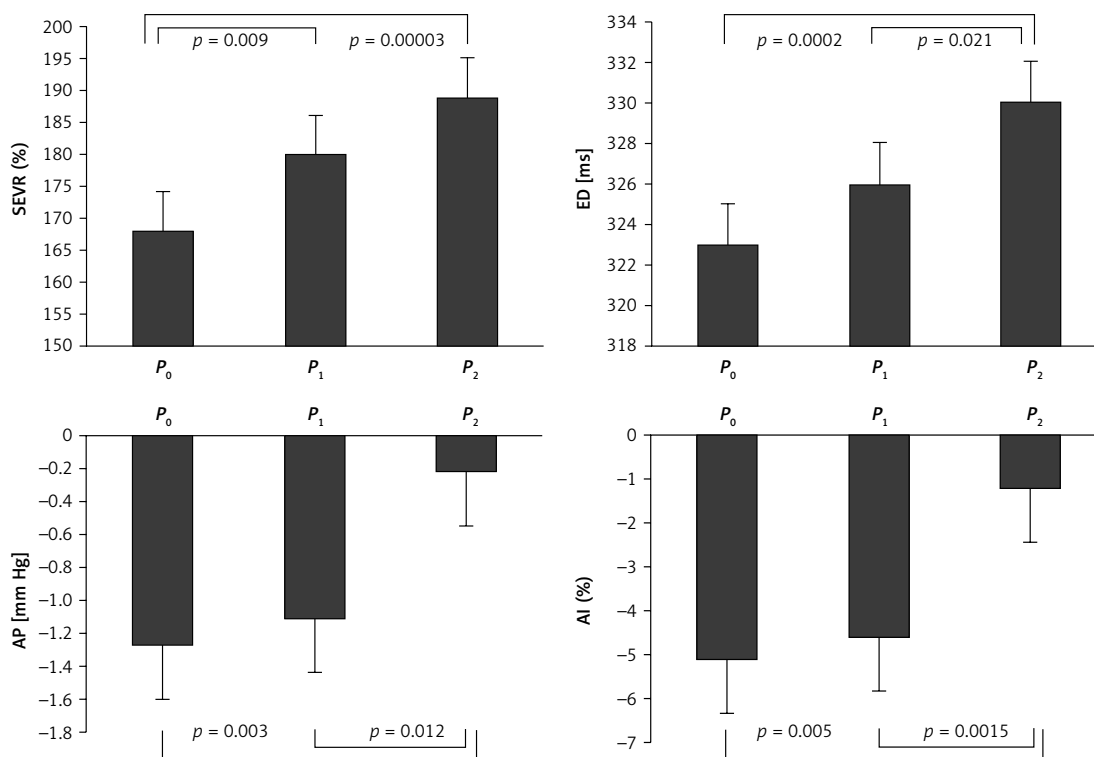 SEVR (%)
200
195
190
185
180
175
170
165
160
155
150
p = 0.009
p = 0.00003
P₀
P₁
P₂
ED [ms]
334
332
330
328
326
324
322
320
318
p = 0.0002
p = 0.021
P₀
P₁
P₂
AP [mm Hg]
P₀
P₁
P₂
0
–0.2
–0.4
–0.6
–0.8
–1.0
–1.2
–1.4
–1.6
–1.8
p = 0.003
p = 0.012
AI (%)
P₀
P₁
P₂
0
–1
–2
–3
–4
–5
–6
–7
p = 0.005
p = 0.0015